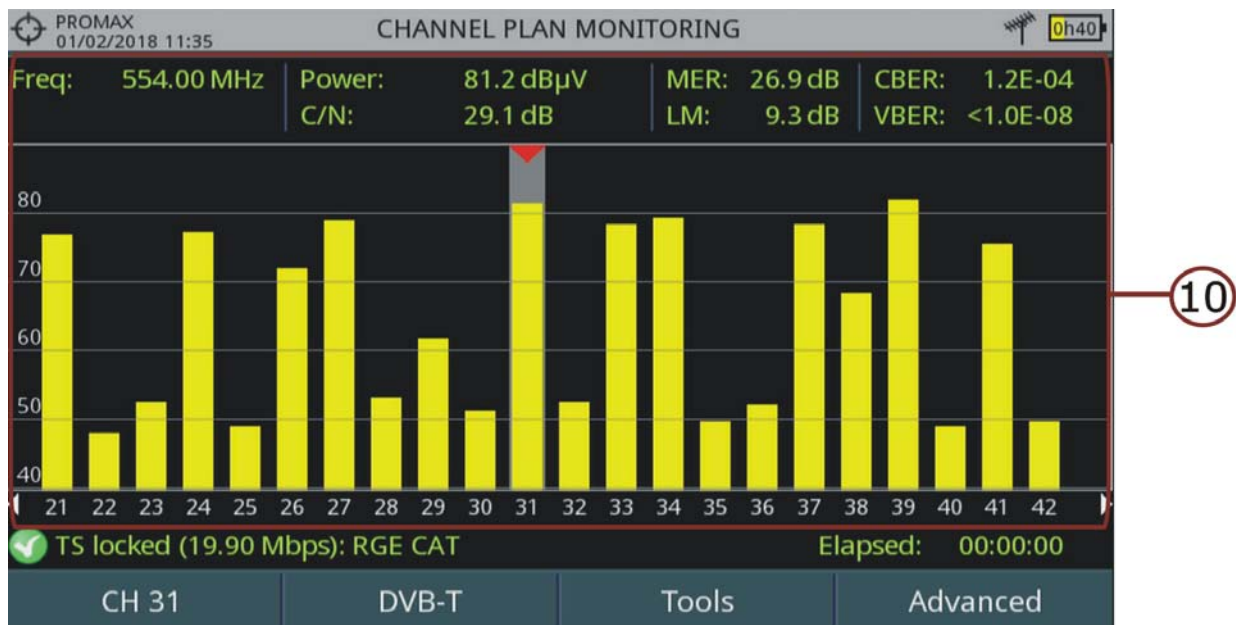 PROMAX
01/02/2018 11:35
CHANNEL PLAN MONITORING
0h40
Freq: 554.00 MHz Power: 81.2 dBµV MER: 26.9 dB CBER: 1.2E-04
C/N: 29.1 dB LM: 9.3 dB VBER: <1.0E-08
80
70
60
50
40
21 22 23 24 25 26 27 28 29 30 31 32 33 34 35 36 37 38 39 40 41 42
10
TS locked (19.90 Mbps): RGE CAT Elapsed: 00:00:00
CH 31 DVB-T Tools Advanced